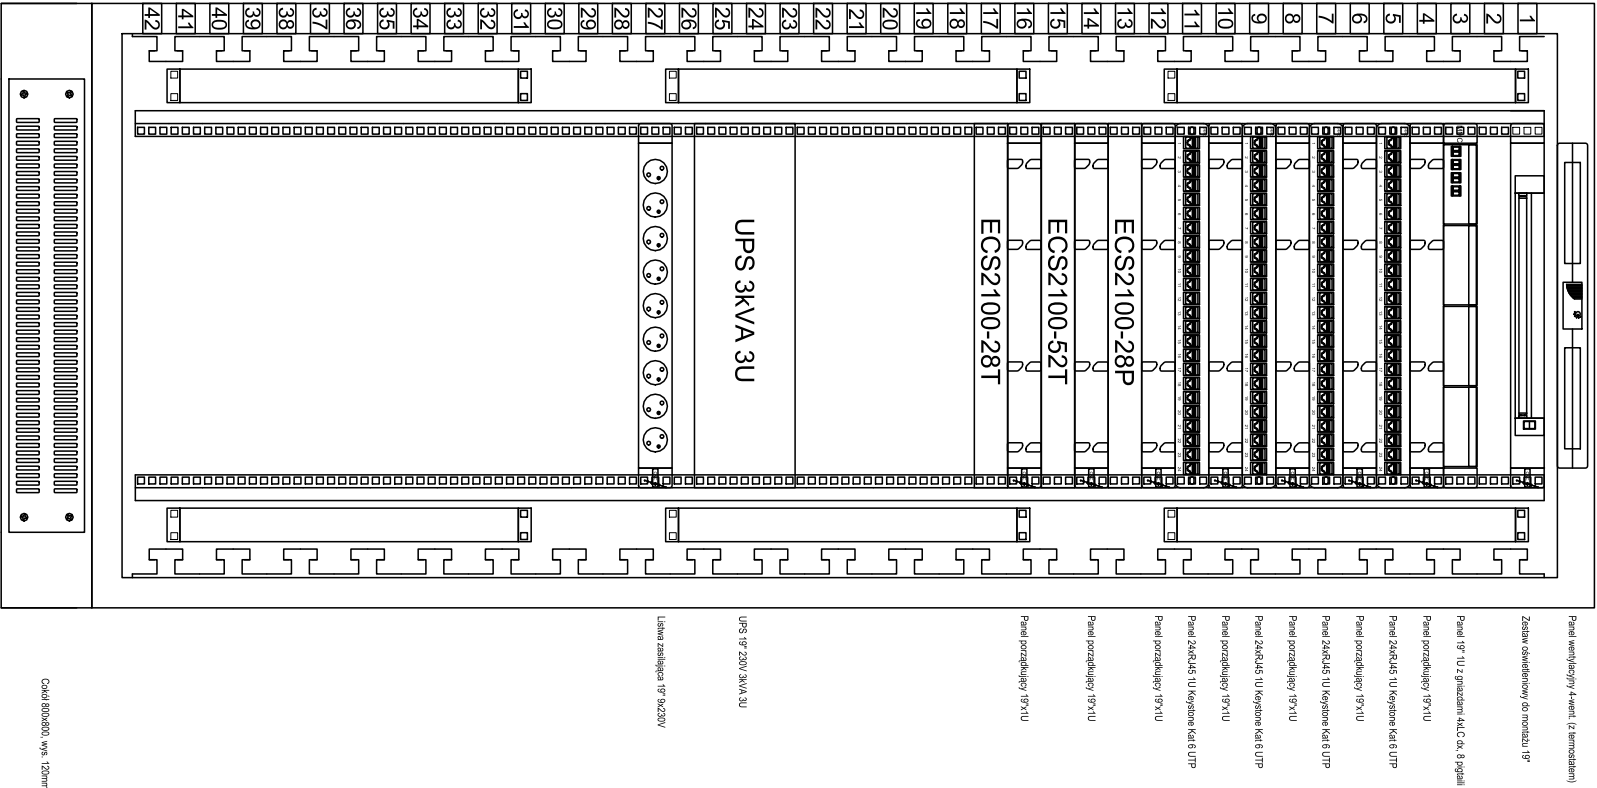 1
2
3
4
5
6
7
8
9
10
11
12
13
14
15
16
17
18
19
20
21
22
23
24
25
26
27
28
29
30
31
32
33
34
35
36
37
38
39
40
41
42
ECS2100-28P
ECS2100-52T
ECS2100-28T
UPS 3kVA 3U
Panel wentylacyjny 4-went. (z termostatem)
Zestaw oświetleniowy do montażu 19"
Panel 19" 1U z gniazdami 4xLC dx, 8 pigtaili
Panel porządkujący 19"x1U
Panel 24xRJ45 1U Keystone Kat 6 UTP
Panel porządkujący 19"x1U
Panel 24xRJ45 1U Keystone Kat 6 UTP
Panel porządkujący 19"x1U
Panel 24xRJ45 1U Keystone Kat 6 UTP
Panel porządkujący 19"x1U
Panel 24xRJ45 1U Keystone Kat 6 UTP
Panel porządkujący 19"x1U
Panel porządkujący 19"x1U
Panel porządkujący 19"x1U
UPS 19" 230V 3kVA 3U
Listwa zasilająca 19" 9x230V
Cokół 800x800, wys. 120mm